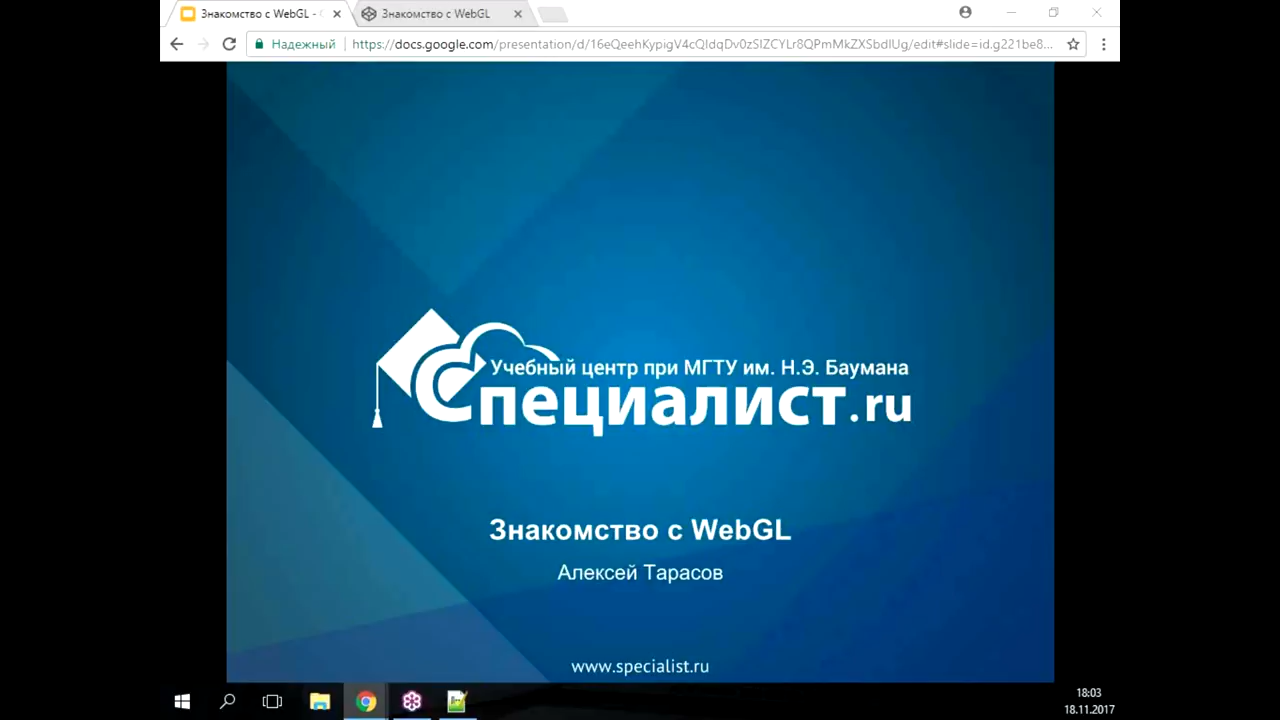 Знакомство с WebGL -
Знакомство с WebGL
Надежный
https://docs.google.com/presentation/d/16eQeehKypigV4cQIdqDv0zSIZCYLr8QPmMkZXSbdlUg/edit#slide=id.g221be8...
Учебный центр при МГТУ им. Н.Э. Баумана
Специалист.ru
Знакомство с WebGL
Алексей Тарасов
www.specialist.ru
18:03
18.11.2017